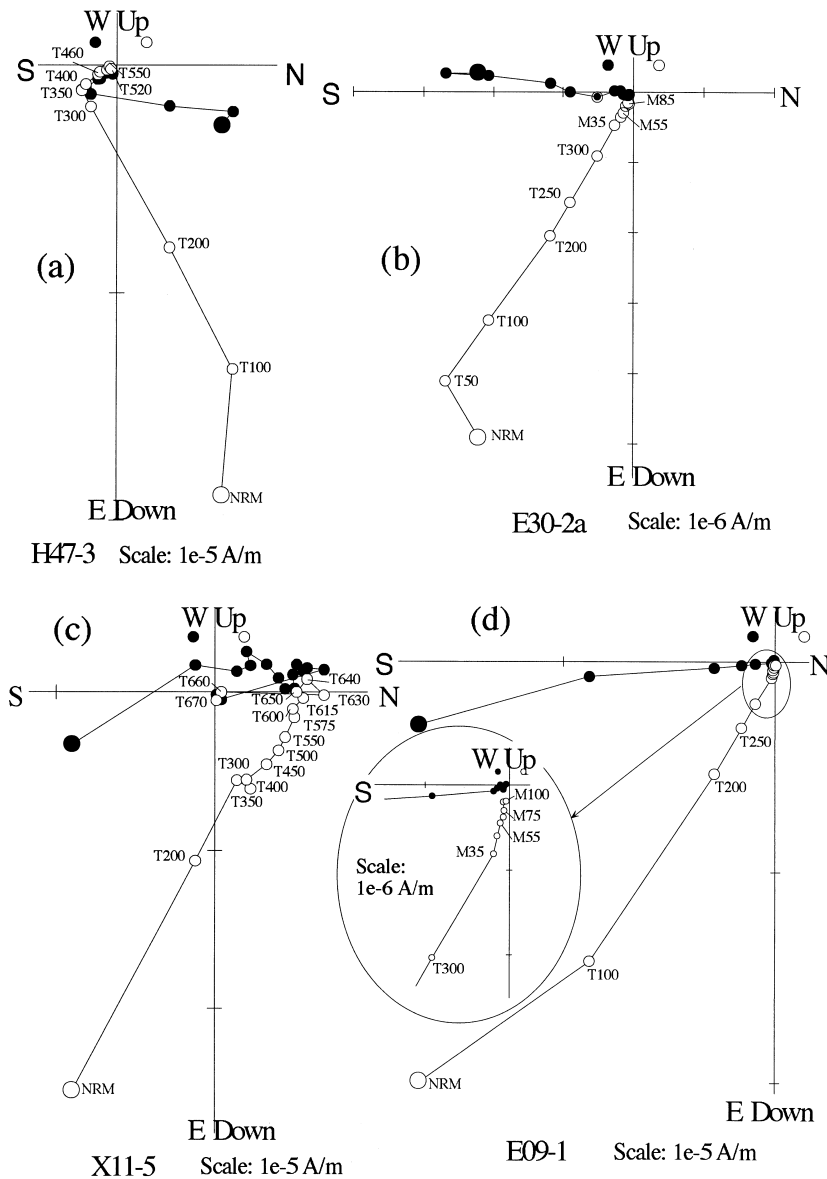 W Up
T460
S
N
T400
T550
T350
T520
T300
T200
(a)
T100
NRM
E Down
H47-3 Scale: 1e-5 A/m
W Up
S
N
M85
M35
M55
T300
T250
T200
(b)
T100
T50
NRM
E Down
E30-2a Scale: 1e-6 A/m
(c)
W Up
T660
T640
S
N
T670
T650
T630
T600
T615
T575
T550
T500
T300
T450
T400
T350
T200
NRM
E Down
X11-5 Scale: 1e-5 A/m
(d)
W Up
S
N
T250
T200
W Up
S
M100
M75
M55
M35
Scale:
1e-6 A/m
T300
T100
NRM
E Down
E09-1 Scale: 1e-5 A/m